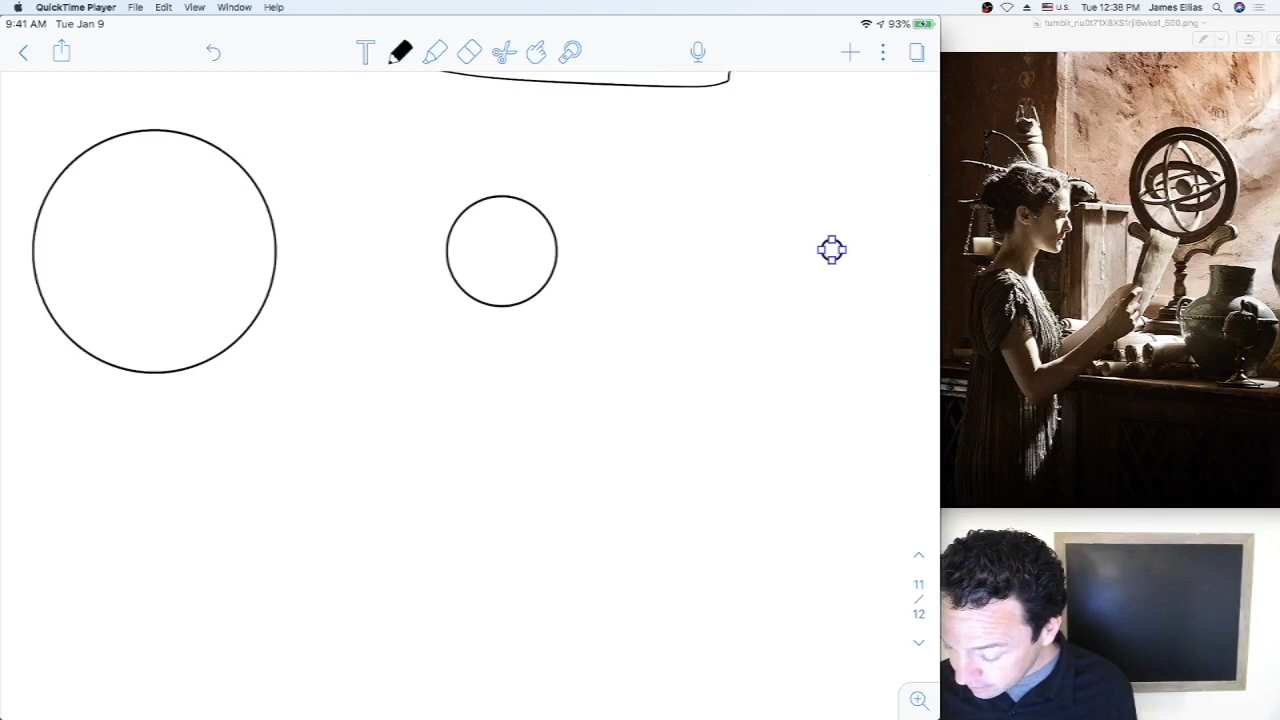 QuickTime Player File Edit View Window Help U.S. Tue 12:38 PM James Ellias
9:41 AM Tue Jan 9 93%
T
11
/
12